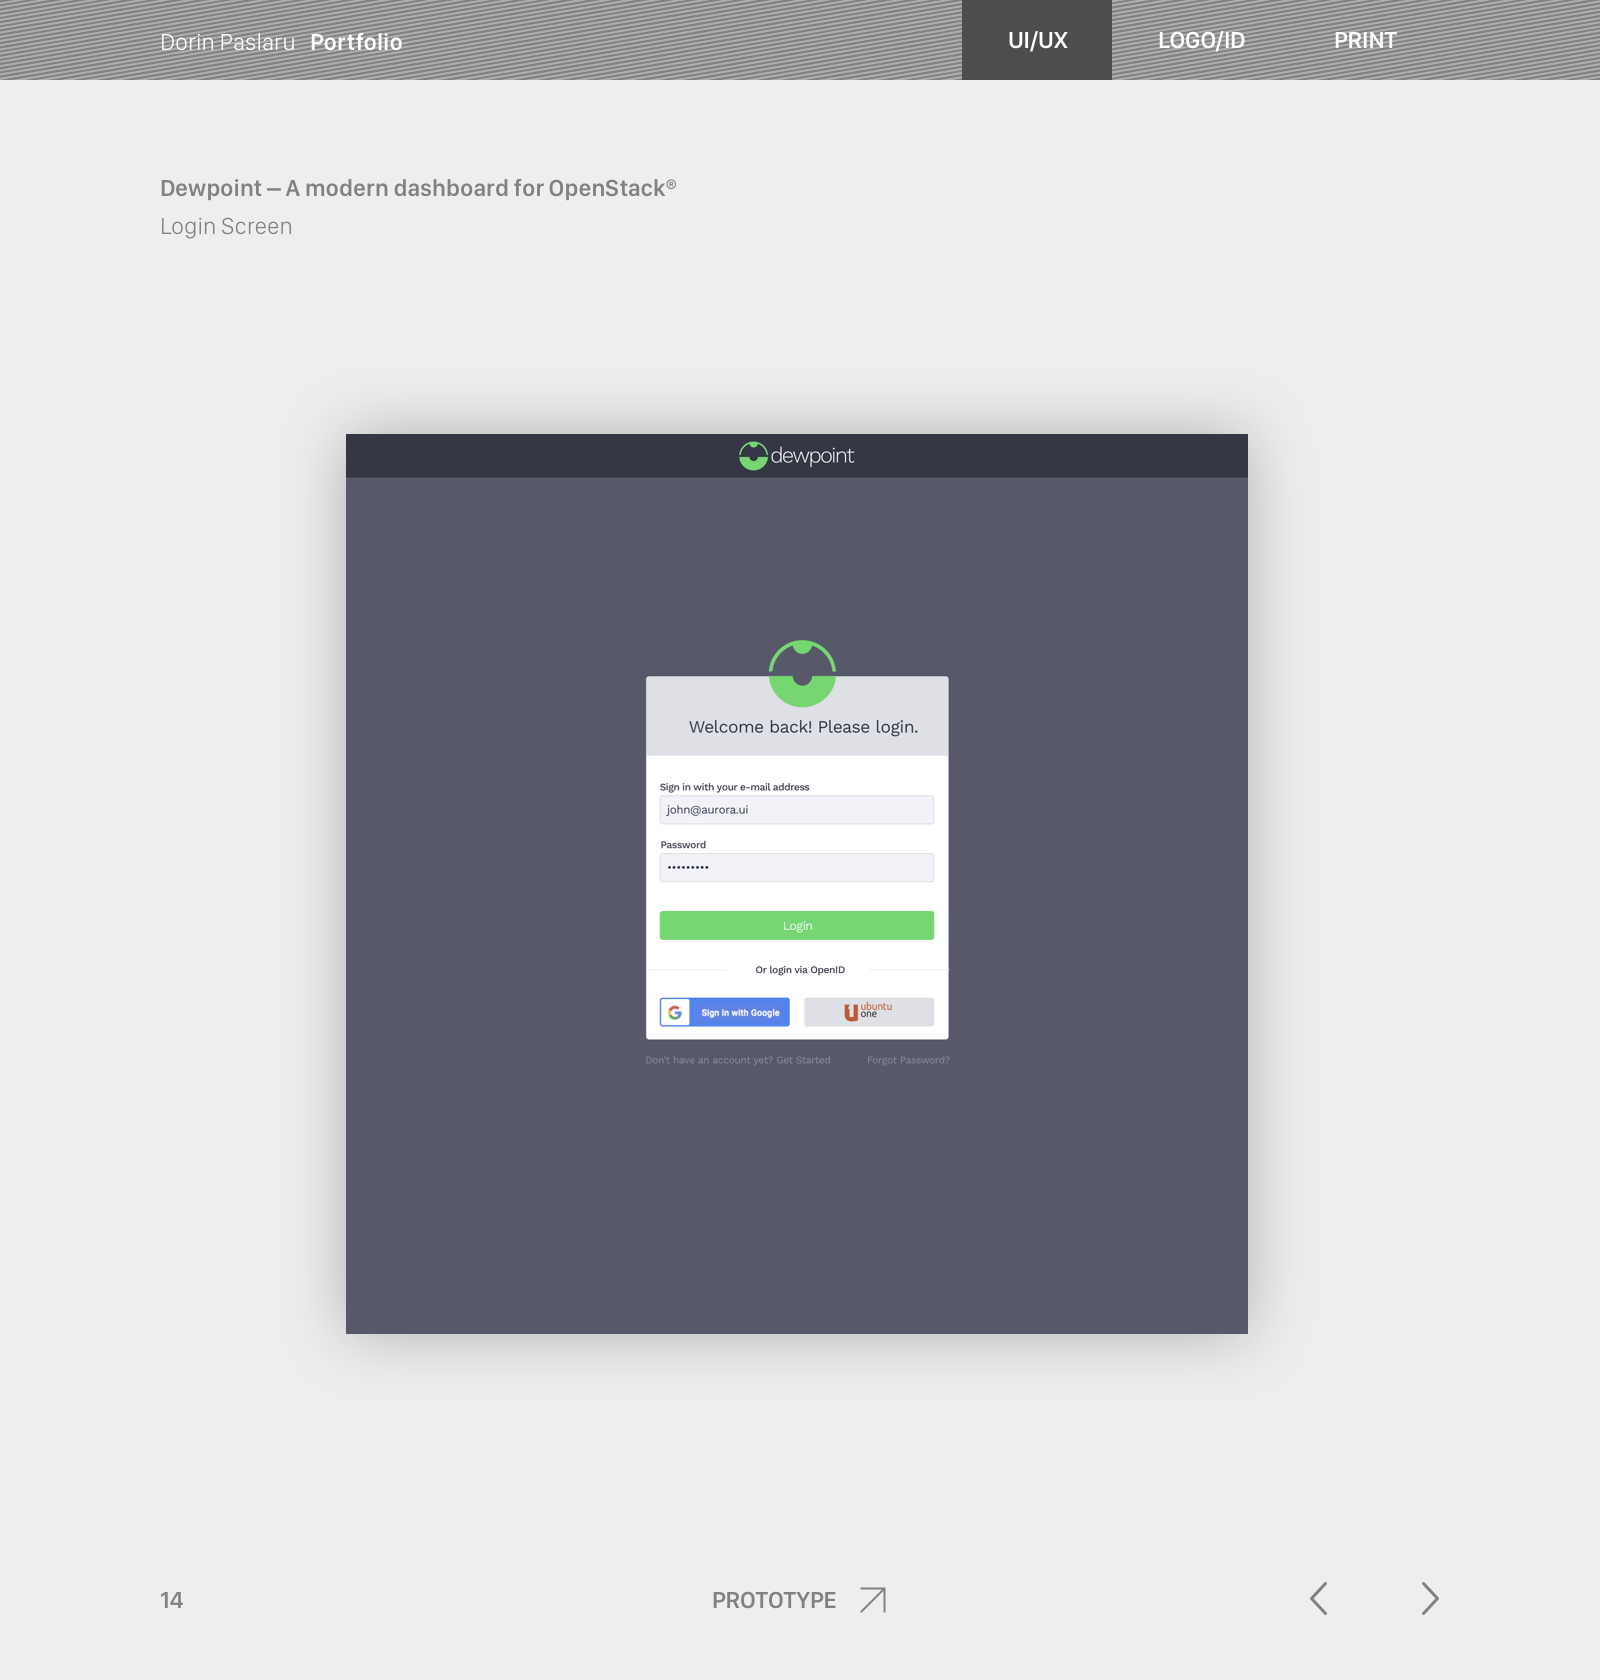 Dorin Paslaru Portfolio
UI/UX
LOGO/ID
PRINT
Dewpoint – A modern dashboard for OpenStack®
Login Screen
dewpoint
Welcome back! Please login.
Sign in with your e-mail address
john@aurora.ui
Password
•••••••••
Login
Or login via OpenID
Sign in with Google
ubuntu
one
Don't have an account yet? Get Started
Forgot Password?
14
PROTOTYPE